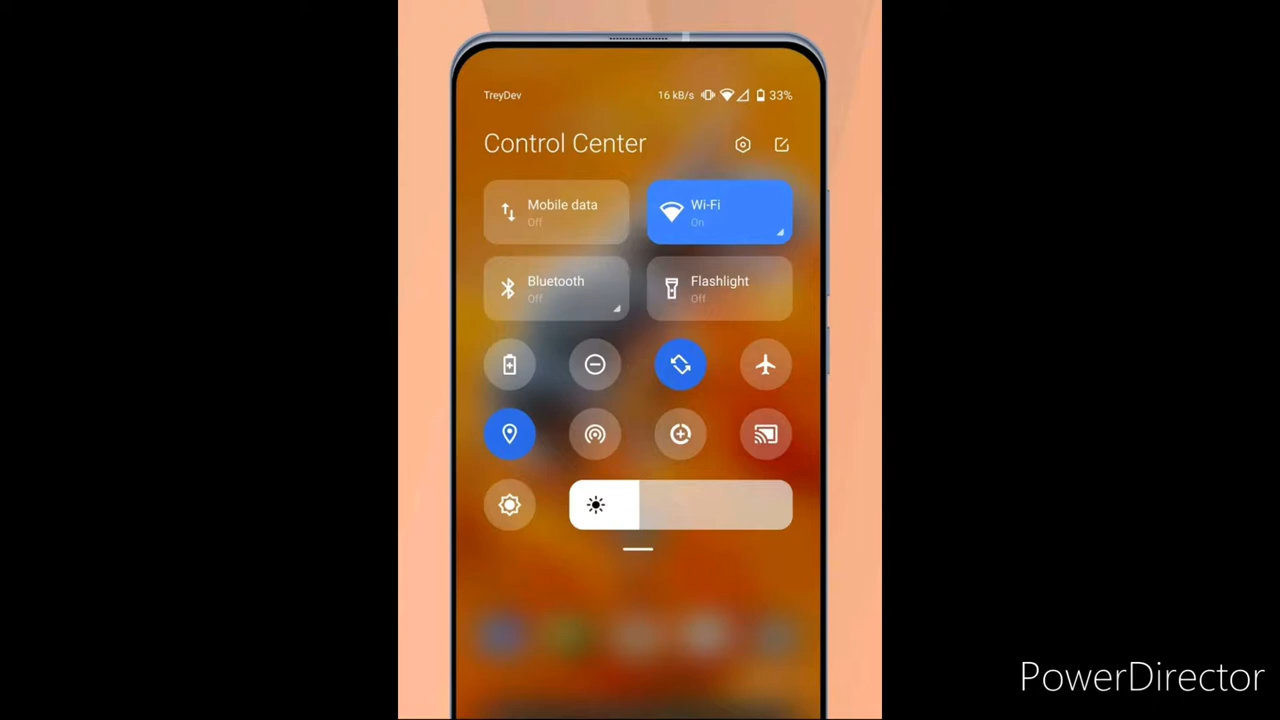 TreyDev
16 kB/s 33%
Control Center
Mobile data
Off
Wi-Fi
On
Bluetooth
Off
Flashlight
Off
PowerDirector